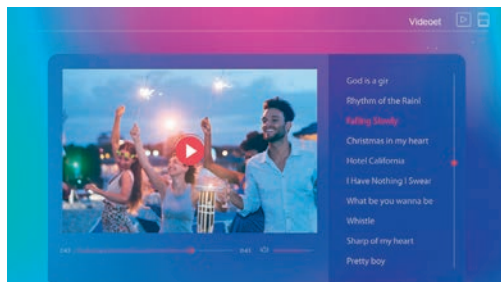 Videoet
God is a gir
Rhythm of the Rainl
Falling Slowly
Christmas in my heart
Hotel California
I Have Nothing I Swear
What be you wanna be
Whistle
Sharp of my heart
Pretty boy